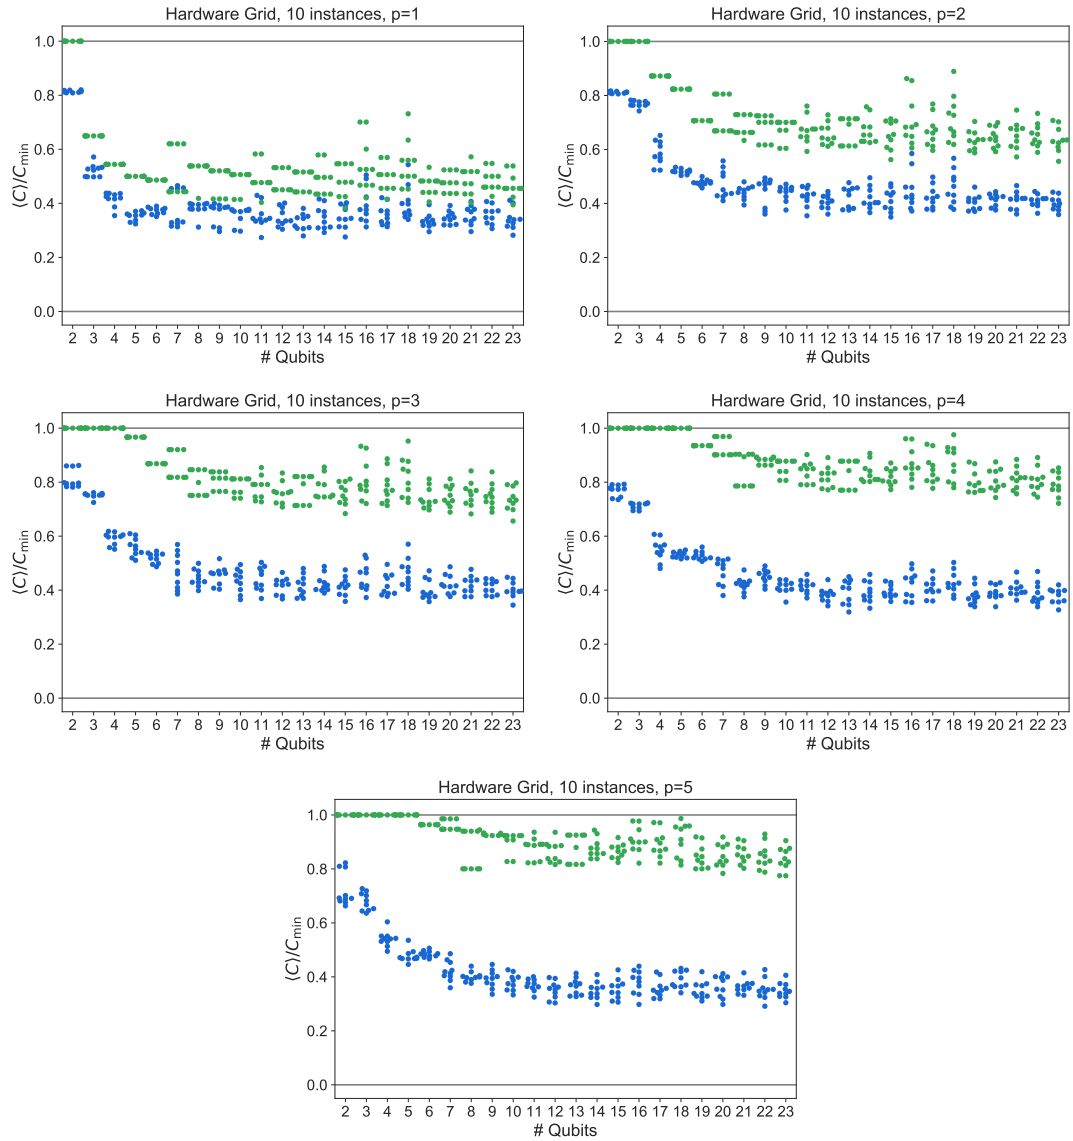 Hardware Grid, 10 instances, p=1
1.0
0.8
0.6
0.4
0.2
0.0
⟨C⟩/C_min
2 3 4 5 6 7 8 9 10 11 12 13 14 15 16 17 18 19 20 21 22 23
# Qubits
Hardware Grid, 10 instances, p=2
1.0
0.8
0.6
0.4
0.2
0.0
⟨C⟩/C_min
2 3 4 5 6 7 8 9 10 11 12 13 14 15 16 17 18 19 20 21 22 23
# Qubits
Hardware Grid, 10 instances, p=3
1.0
0.8
0.6
0.4
0.2
0.0
⟨C⟩/C_min
2 3 4 5 6 7 8 9 10 11 12 13 14 15 16 17 18 19 20 21 22 23
# Qubits
Hardware Grid, 10 instances, p=4
1.0
0.8
0.6
0.4
0.2
0.0
⟨C⟩/C_min
2 3 4 5 6 7 8 9 10 11 12 13 14 15 16 17 18 19 20 21 22 23
# Qubits
Hardware Grid, 10 instances, p=5
1.0
0.8
0.6
0.4
0.2
0.0
⟨C⟩/C_min
2 3 4 5 6 7 8 9 10 11 12 13 14 15 16 17 18 19 20 21 22 23
# Qubits